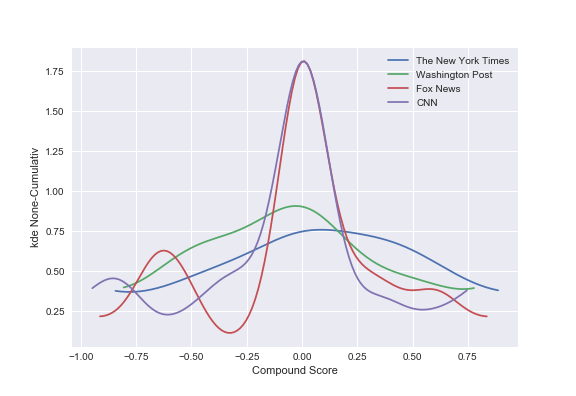 The New York Times
Washington Post
Fox News
CNN
1.75
1.50
1.25
1.00
0.75
0.50
0.25
kde None-Cumulativ
−1.00 −0.75 −0.50 −0.25 0.00 0.25 0.50 0.75
Compound Score